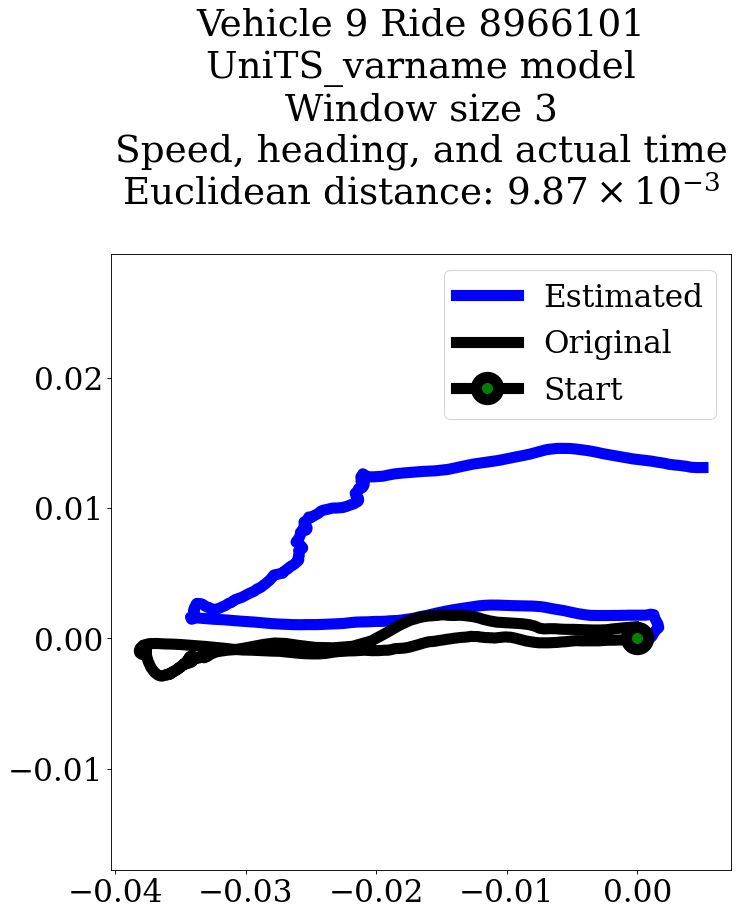 Vehicle 9 Ride 8966101
UniTS_varname model
Window size 3
Speed, heading, and actual time
Euclidean distance: 9.87 × 10⁻³
Estimated
Original
Start
0.02
0.01
0.00
−0.01
−0.04
−0.03
−0.02
−0.01
0.00